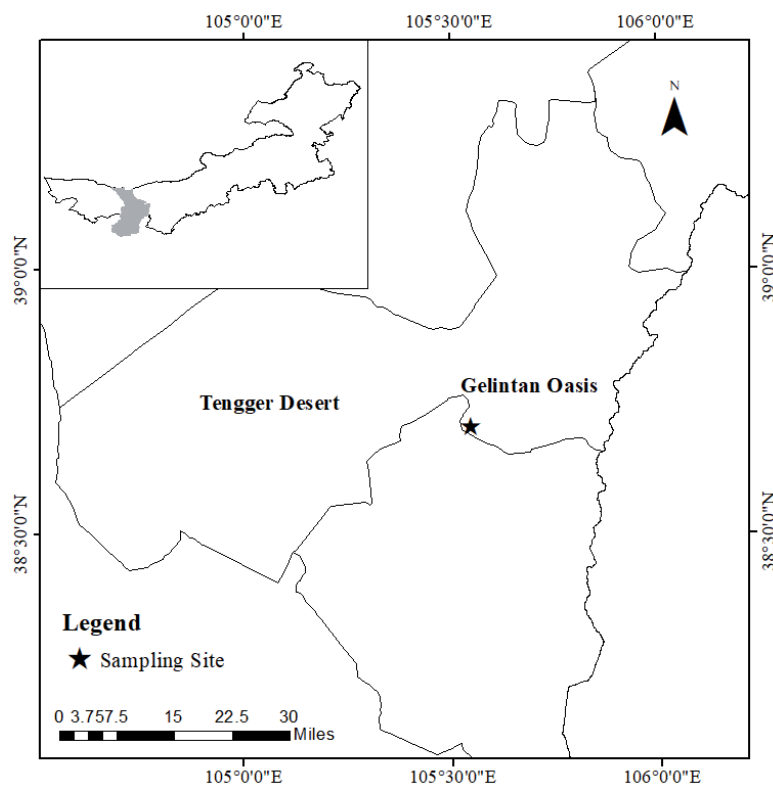 105°0'0"E 105°30'0"E 106°0'0"E
N
39°0'0"N 39°0'0"N
Gelintan Oasis
Tengger Desert
38°30'0"N 38°30'0"N
Legend
Sampling Site
0 3.757.5 15 22.5 30
Miles
105°0'0"E 105°30'0"E 106°0'0"E